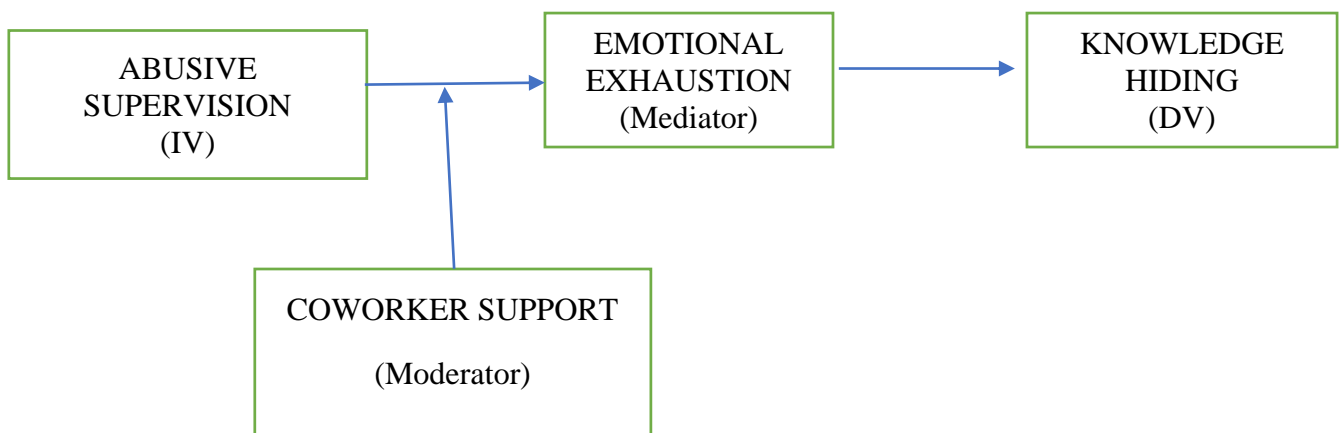 ABUSIVE
SUPERVISION
(IV)
EMOTIONAL
EXHAUSTION
(Mediator)
KNOWLEDGE
HIDING
(DV)
COWORKER SUPPORT
(Moderator)